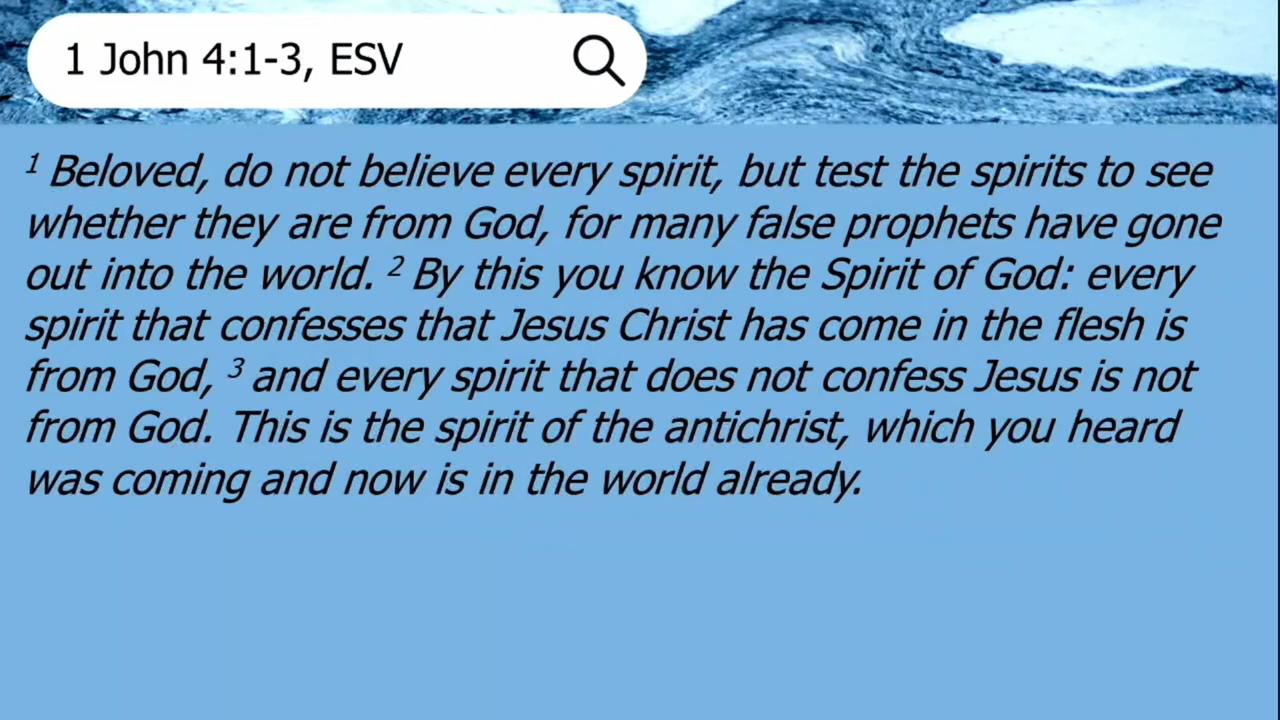 1 John 4:1-3, ESV
1 Beloved, do not believe every spirit, but test the spirits to see
whether they are from God, for many false prophets have gone
out into the world. 2 By this you know the Spirit of God: every
spirit that confesses that Jesus Christ has come in the flesh is
from God, 3 and every spirit that does not confess Jesus is not
from God. This is the spirit of the antichrist, which you heard
was coming and now is in the world already.